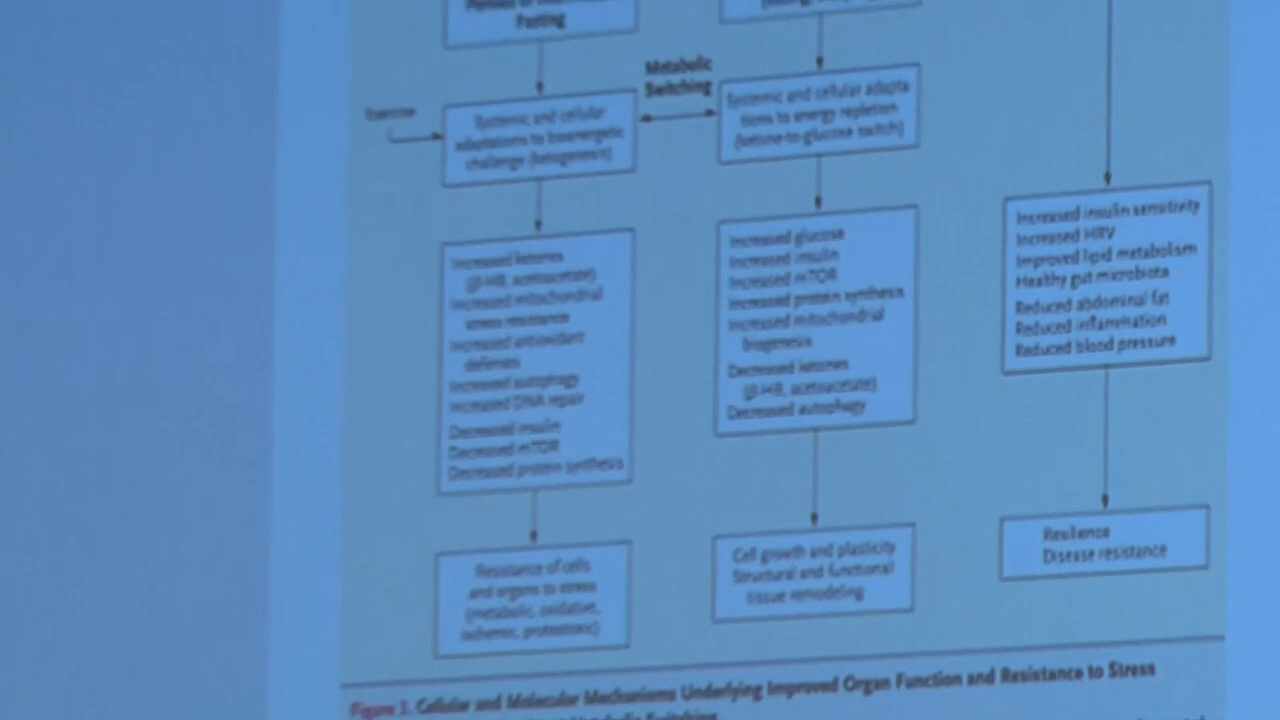 Fasting
Metabolic
Switching
Exercise
Systemic and cellular
adaptations to bioenergetic
challenge (ketogenesis)
Systemic and cellular adapta
tions to energy repletion
(ketone-to-glucose switch)
Increased ketones
(β-HB, acetoacetate)
Increased mitochondrial
stress resistance
Increased antioxidant
defenses
Increased autophagy
Increased DNA repair
Decreased insulin
Decreased mTOR
Decreased protein synthesis
Increased glucose
Increased insulin
Increased mTOR
Increased protein synthesis
Increased mitochondrial
biogenesis
Decreased ketones
(β-HB, acetoacetate)
Decreased autophagy
Increased insulin sensitivity
Increased HRV
Improved lipid metabolism
Healthy gut microbiota
Reduced abdominal fat
Reduced inflammation
Reduced blood pressure
Resistance of cells
and organs to stress
(metabolic, oxidative,
ischemic, proteotoxic)
Cell growth and plasticity
Structural and functional
tissue remodeling
Resilience
Disease resistance
Figure 1. Cellular and Molecular Mechanisms Underlying Improved Organ Function and Resistance to Stress
Metabolic Switching